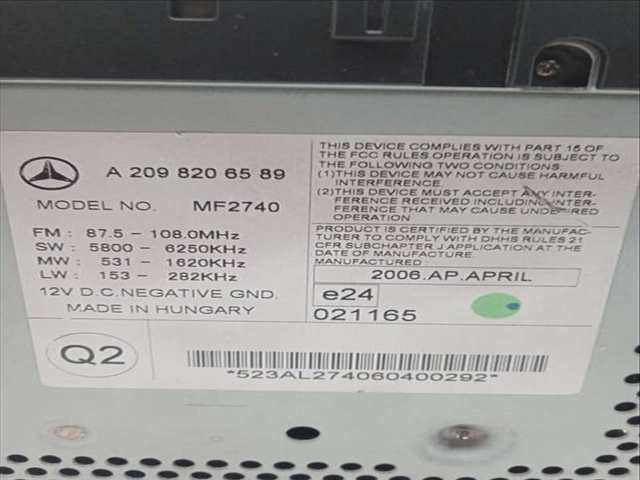 A 209 820 65 89
MODEL NO. MF2740
FM : 87.5 - 108.0MHz
SW : 5800 - 6250KHz
MW : 531 - 1620KHz
LW : 153 - 282KHz
12V D.C.NEGATIVE GND.
MADE IN HUNGARY
Q2
THIS DEVICE COMPLIES WITH PART 15 OF
THE FCC RULES OPERATION IS SUBJECT TO
THE FOLLOWING TWO CONDITIONS:
(1)THIS DEVICE MAY NOT CAUSE HARMFUL
INTERFERENCE.
(2)THIS DEVICE MUST ACCEPT ANY INTER-
FERENCE RECEIVED INCLUDING INTER-
FERENCE THAT MAY CAUSE UNDESIRED
OPERATION
PRODUCT IS CERTIFIED BY THE MANUFAC-
TURER TO COMPLY WITH DHHS RULES 21
CFR SUBCHAPTER J APPLICATION AT THE
DATE OF MANUFACTURE.
MANUFACTURED :
2006.AP.APRIL
e24
021165
*523AL274060400292*